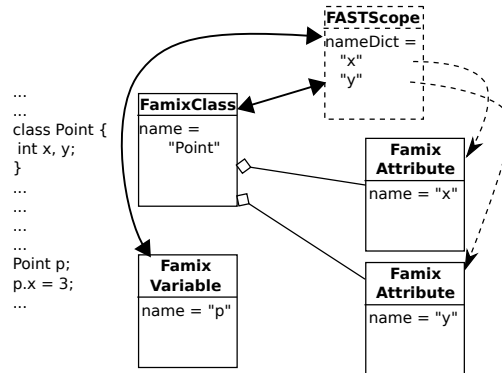 ...
...
class Point {
int x, y;
}
...
...
...
Point p;
p.x = 3;
...
FASTScope
nameDict =
"x"
"y"
FamixClass
name =
"Point"
Famix
Attribute
name = "x"
Famix
Variable
name = "p"
Famix
Attribute
name = "y"